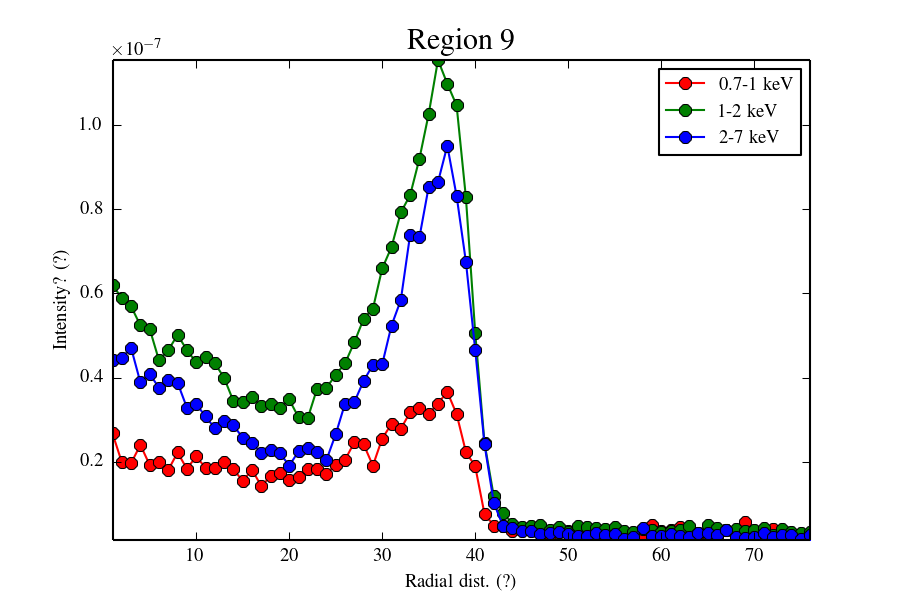 Region 9
×10⁻⁷
0.7-1 keV
1-2 keV
2-7 keV
1.0
0.8
0.6
0.4
0.2
Intensity? (?)
10 20 30 40 50 60 70
Radial dist. (?)